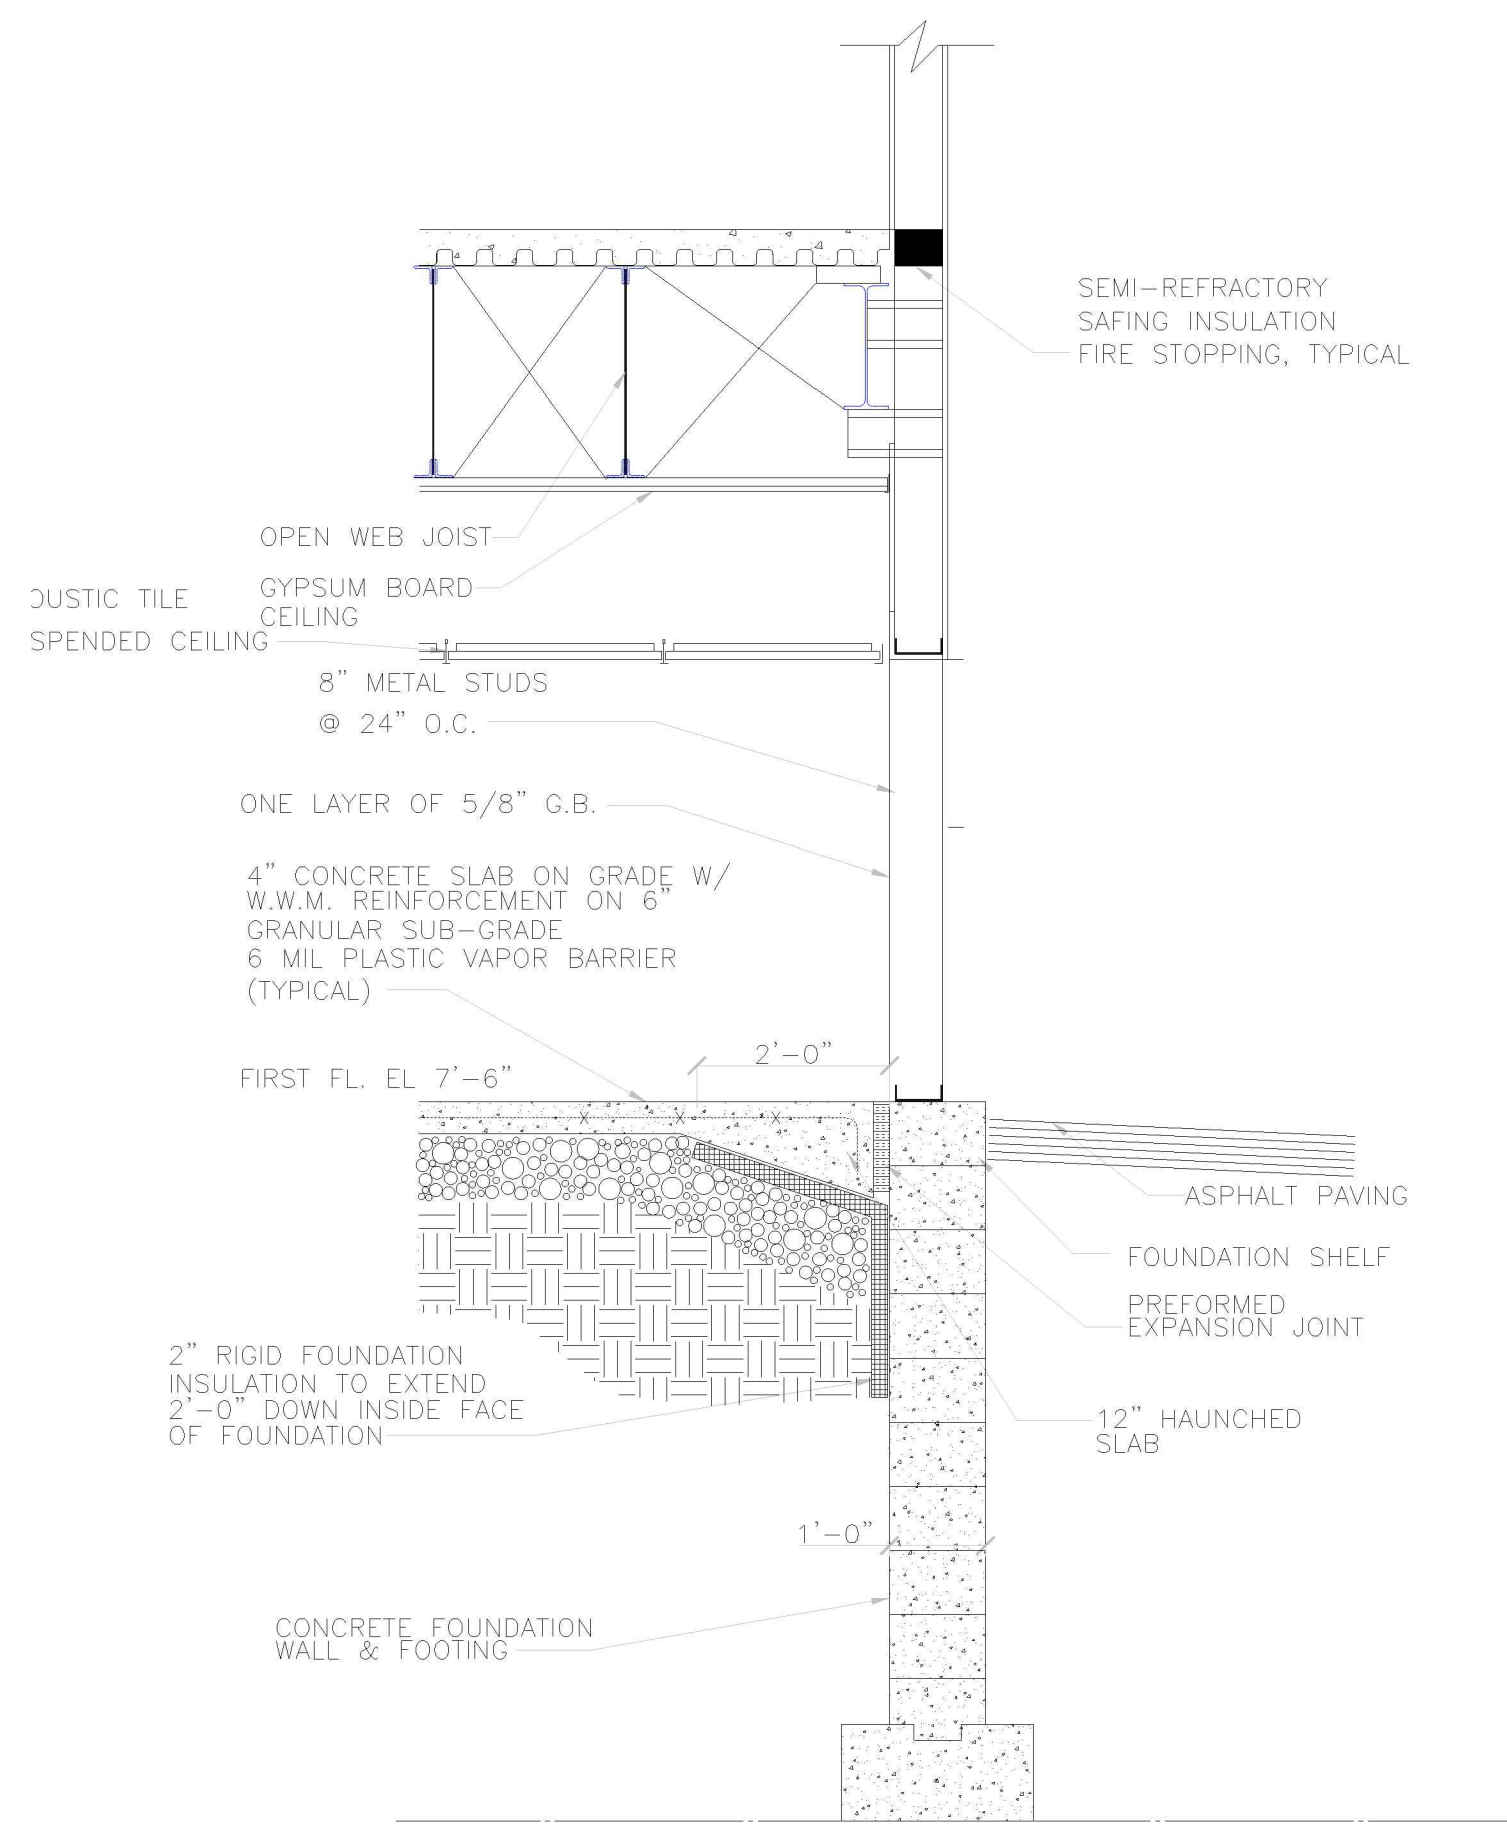 SEMI-REFRACTORY
SAFING INSULATION
FIRE STOPPING, TYPICAL
OPEN WEB JOIST
GYPSUM BOARD
CEILING
TILE
CEILING
8" METAL STUDS
@ 24" O.C.
ONE LAYER OF 5/8" G.B.
4" CONCRETE SLAB ON GRADE W/
W.W.M. REINFORCEMENT ON 6"
GRANULAR SUB-GRADE
6 MIL PLASTIC VAPOR BARRIER
(TYPICAL)
2'-0"
FIRST FL. EL 7'-6"
ASPHALT PAVING
FOUNDATION SHELF
PREFORMED
EXPANSION JOINT
2" RIGID FOUNDATION
INSULATION TO EXTEND
2'-0" DOWN INSIDE FACE
OF FOUNDATION
12" HAUNCHED
SLAB
1'-0"
CONCRETE FOUNDATION
WALL & FOOTING